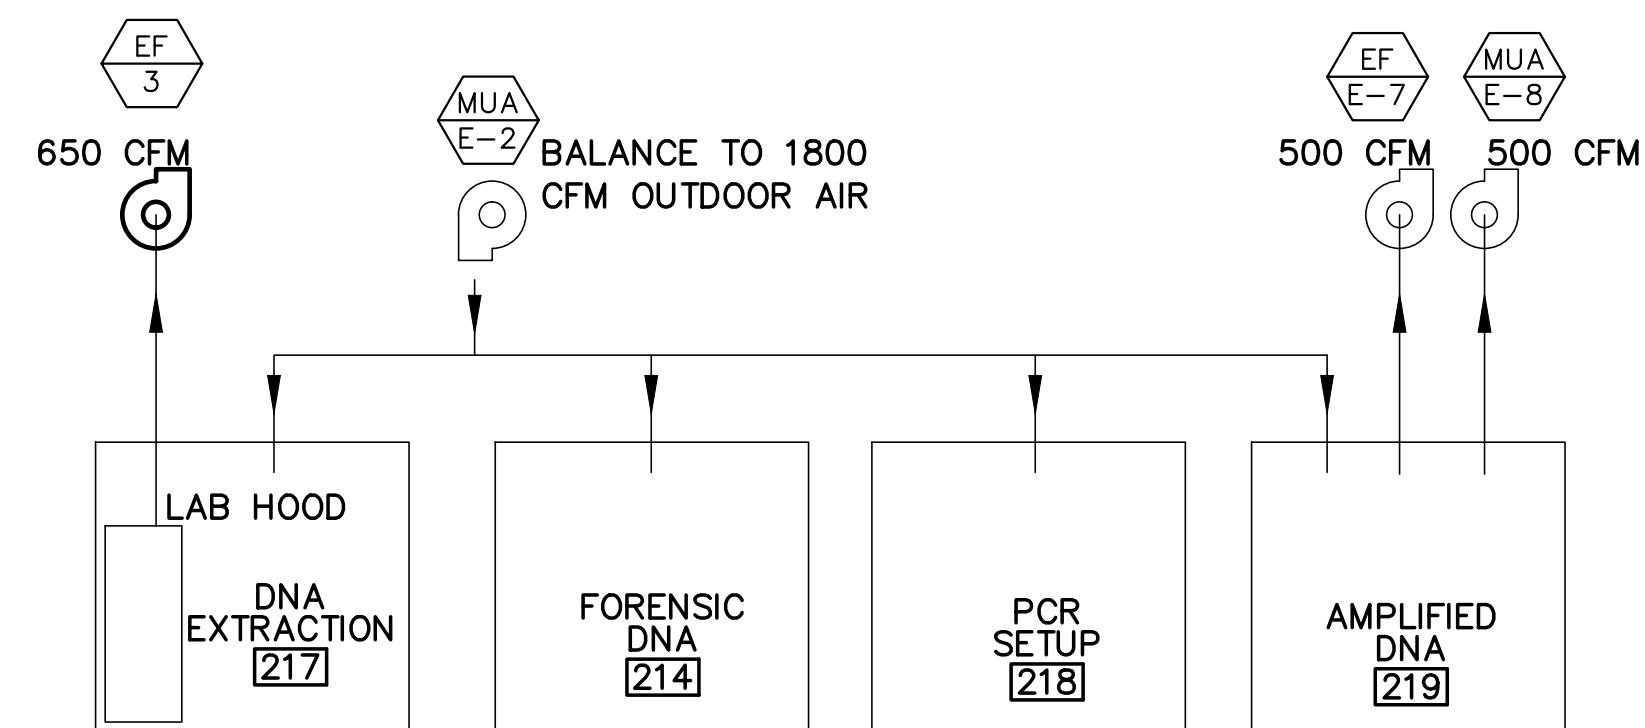 EF
3
650 CFM
MUA
E-2
BALANCE TO 1800
CFM OUTDOOR AIR
EF
E-7
500 CFM
MUA
E-8
500 CFM
LAB HOOD
DNA
EXTRACTION
217
FORENSIC
DNA
214
PCR
SETUP
218
AMPLIFIED
DNA
219